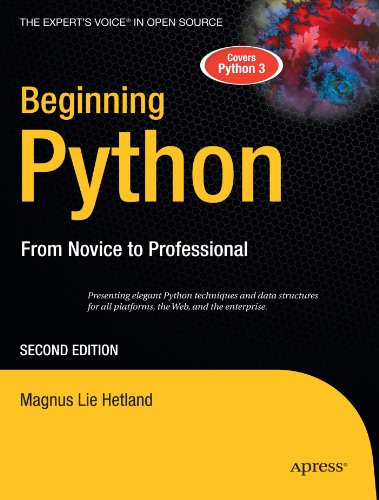 THE EXPERT'S VOICE® IN OPEN SOURCE
Covers
Python 3
Beginning
Python
From Novice to Professional
Presenting elegant Python techniques and data structures
for all platforms, the Web, and the enterprise.
SECOND EDITION
Magnus Lie Hetland
Apress®